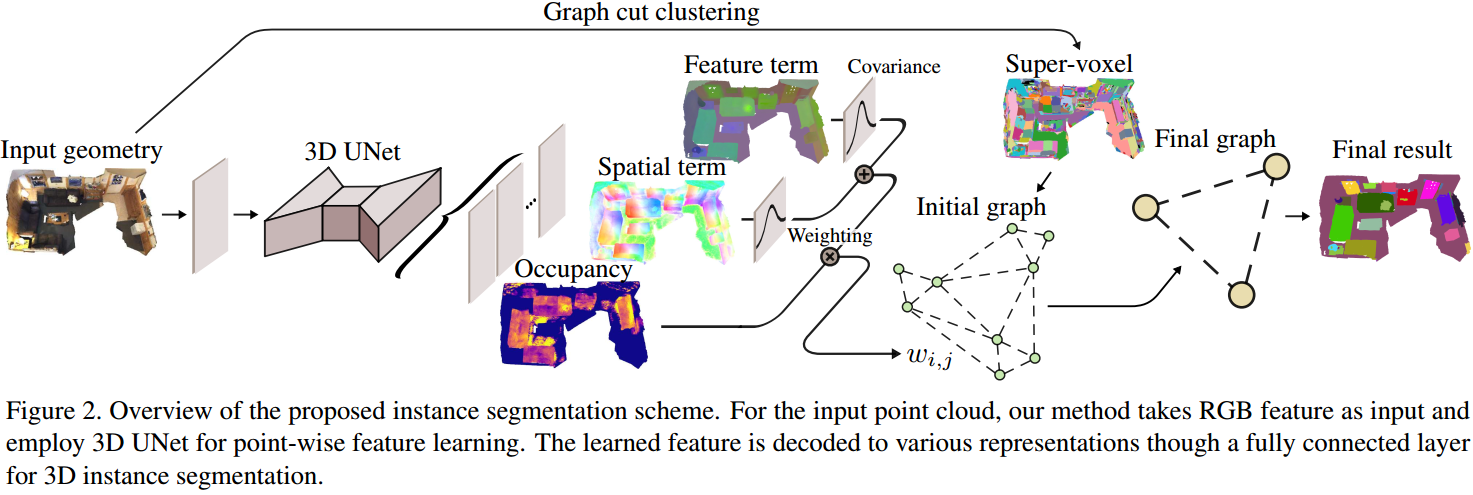 Graph cut clustering
Feature term
Covariance
Super-voxel
Input geometry
3D UNet
Spatial term
Final graph
Final result
Initial graph
Weighting
Occupancy
w_{i,j}
Figure 2. Overview of the proposed instance segmentation scheme. For the input point cloud, our method takes RGB feature as input and
employ 3D UNet for point-wise feature learning. The learned feature is decoded to various representations though a fully connected layer
for 3D instance segmentation.